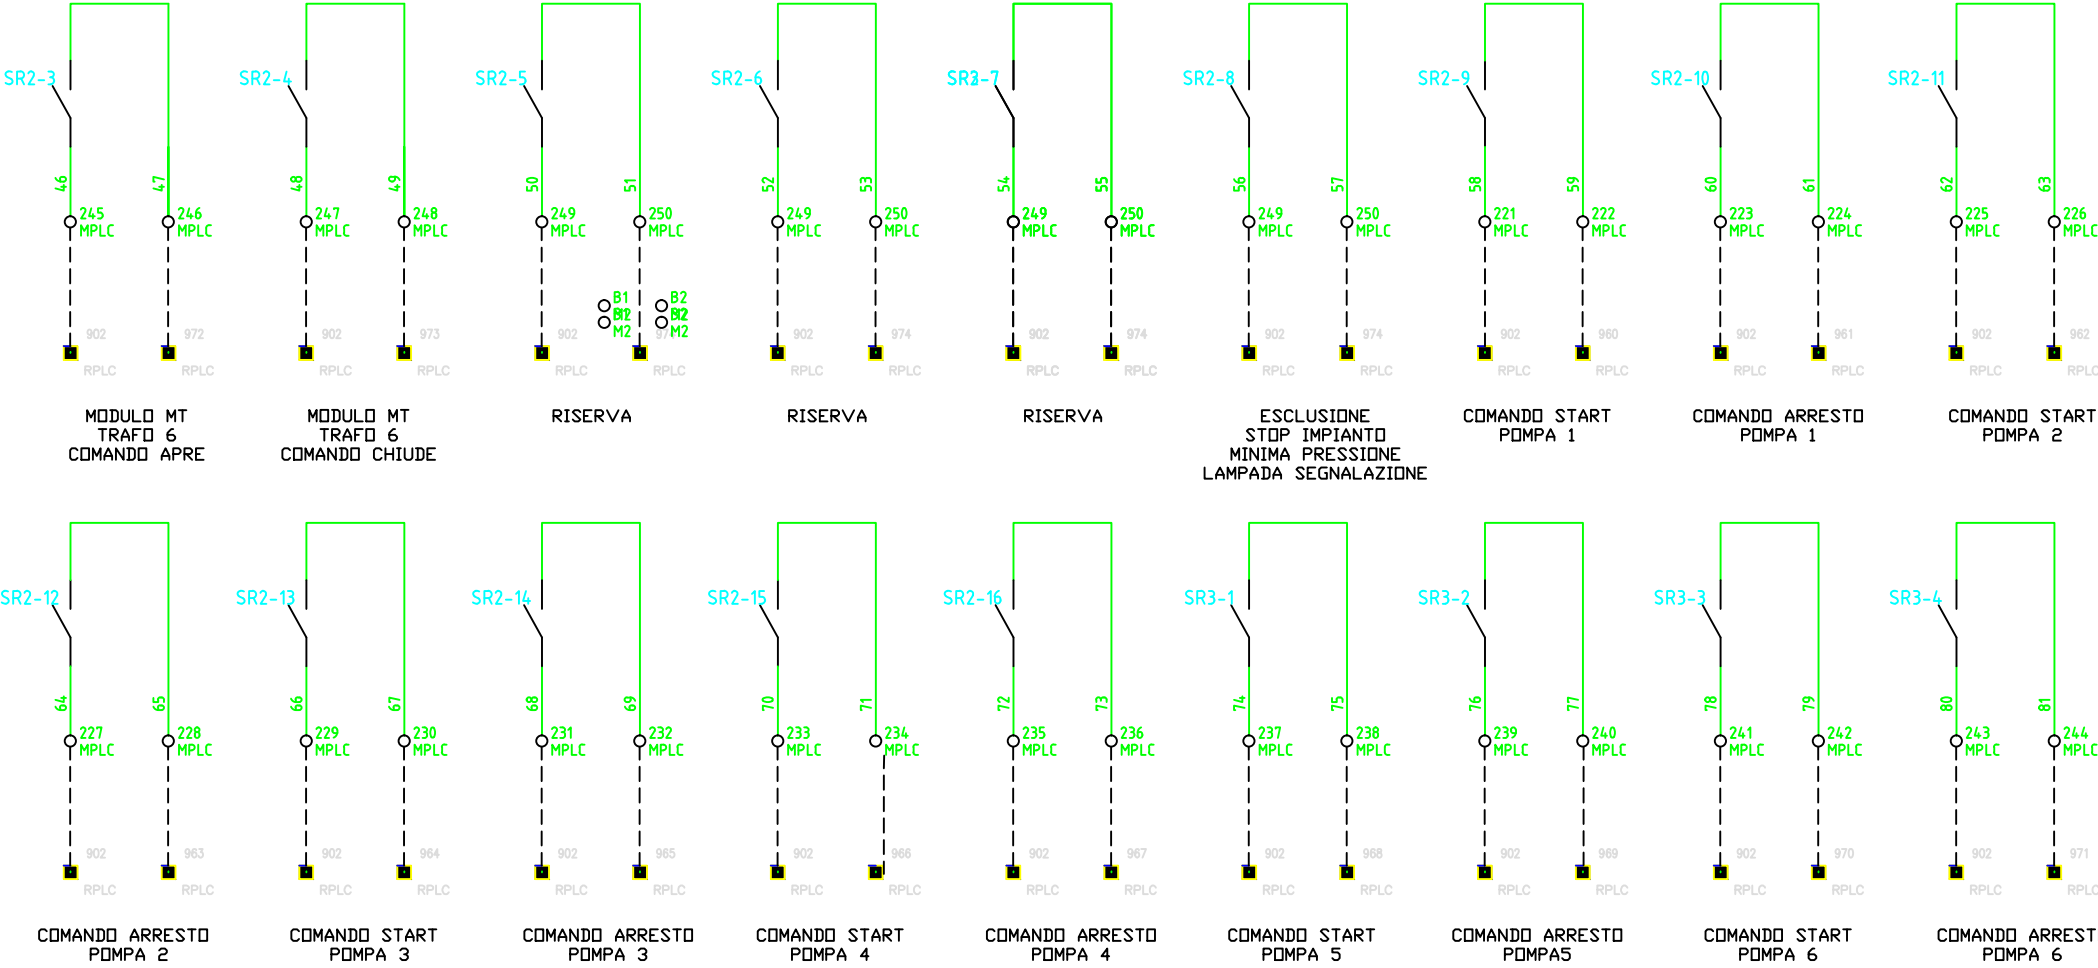 SR2-3 SR2-4 SR2-5 SR2-6 SR2-8 SR2-9 SR2-10 SR2-11
46 47 48 49 50 51 52 53 54 55 56 57 58 59 60 61 62 63
245 246 247 248 249 250 249 250 249 250 249 250 221 222 223 224 225 226
MPLC MPLC MPLC MPLC MPLC MPLC MPLC MPLC MPLC MPLC MPLC MPLC MPLC MPLC MPLC MPLC MPLC MPLC
B1 B2
M2 M2
902 972 902 973 902 902 974 902 974 902 974 902 960 902 961 902 962
RPLC RPLC RPLC RPLC RPLC RPLC RPLC RPLC RPLC RPLC RPLC RPLC RPLC RPLC RPLC RPLC RPLC RPLC
MODULO MT
TRAFO 6
COMANDO APRE
MODULO MT
TRAFO 6
COMANDO CHIUDE
RISERVA
RISERVA
RISERVA
ESCLUSIONE
STOP IMPIANTO
MINIMA PRESSIONE
LAMPADA SEGNALAZIONE
COMANDO START
POMPA 1
COMANDO ARRESTO
POMPA 1
COMANDO START
POMPA 2
SR2-12 SR2-13 SR2-14 SR2-15 SR2-16 SR3-1 SR3-2 SR3-3 SR3-4
64 65 66 67 68 69 70 71 72 73 74 75 76 77 78 79 80 81
227 228 229 230 231 232 233 234 235 236 237 238 239 240 241 242 243 244
MPLC MPLC MPLC MPLC MPLC MPLC MPLC MPLC MPLC MPLC MPLC MPLC MPLC MPLC MPLC MPLC MPLC MPLC
902 963 902 964 902 965 902 966 902 967 902 968 902 969 902 970 902 971
RPLC RPLC RPLC RPLC RPLC RPLC RPLC RPLC RPLC RPLC RPLC RPLC RPLC RPLC RPLC RPLC RPLC RPLC
COMANDO ARRESTO
POMPA 2
COMANDO START
POMPA 3
COMANDO ARRESTO
POMPA 3
COMANDO START
POMPA 4
COMANDO ARRESTO
POMPA 4
COMANDO START
POMPA 5
COMANDO ARRESTO
POMPA5
COMANDO START
POMPA 6
COMANDO ARREST
POMPA 6